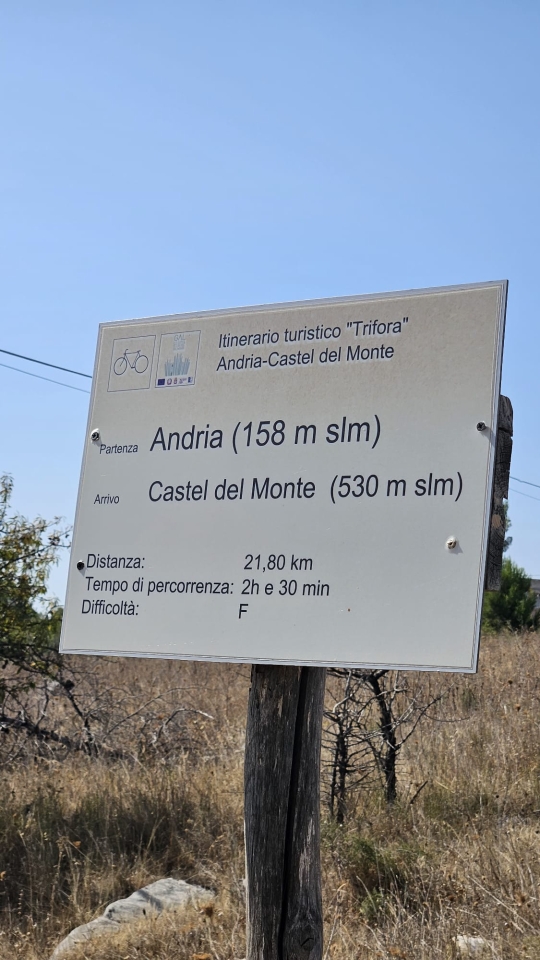 Itinerario turistico "Trifora"
Andria-Castel del Monte
Partenza Andria (158 m slm)
Arrivo Castel del Monte (530 m slm)
Distanza: 21,80 km
Tempo di percorrenza: 2h e 30 min
Difficoltà: F